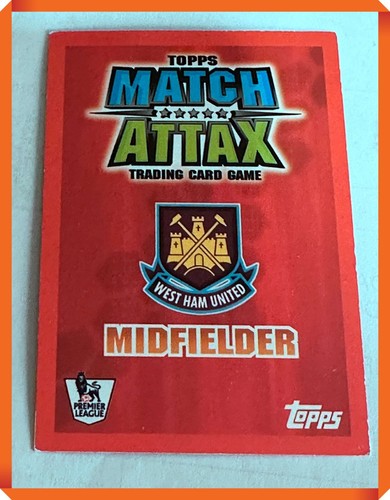 TOPPS
MATCH
ATTAX
TRADING CARD GAME
WEST HAM UNITED
MIDFIELDER
PREMIER
LEAGUE
topps